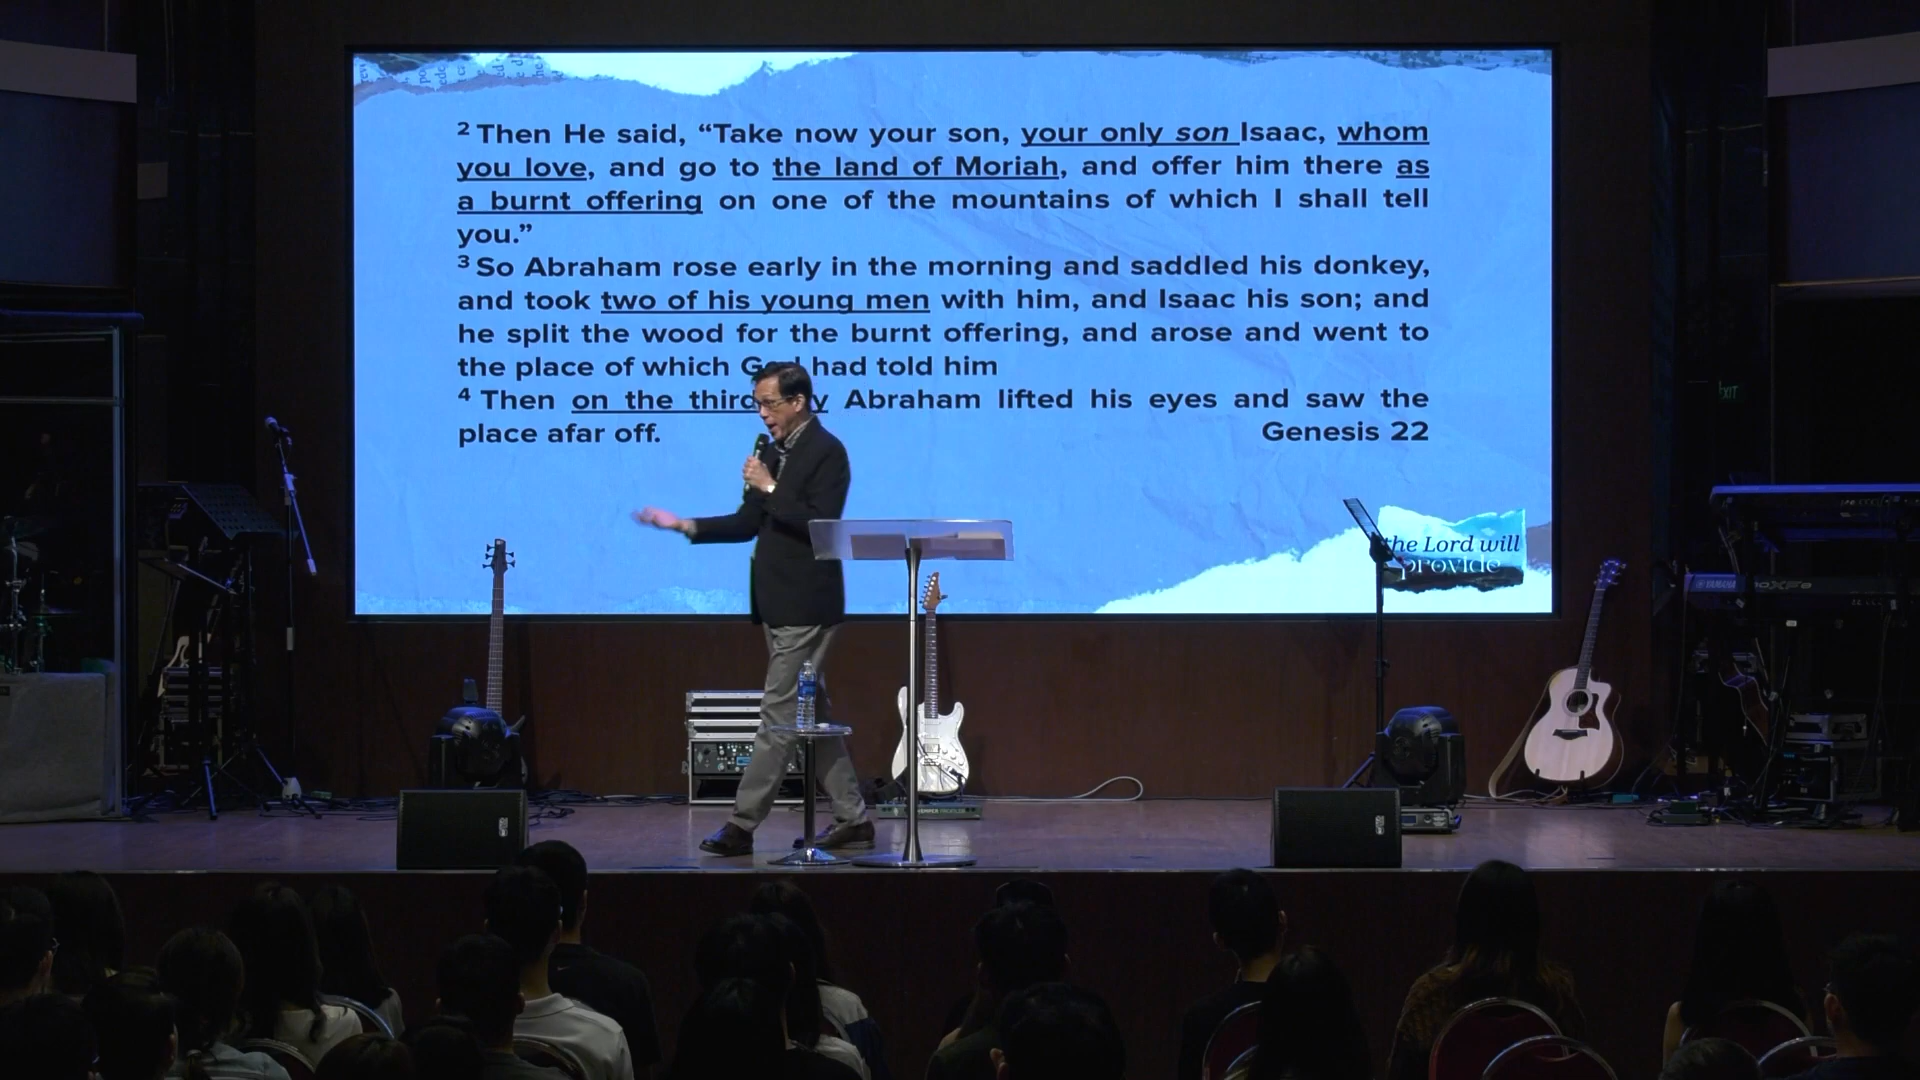 ² Then He said, “Take now your son, your only son Isaac, whom
you love, and go to the land of Moriah, and offer him there as
a burnt offering on one of the mountains of which I shall tell
you.”
³ So Abraham rose early in the morning and saddled his donkey,
and took two of his young men with him, and Isaac his son; and
he split the wood for the burnt offering, and arose and went to
the place of which God had told him
⁴ Then on the third day Abraham lifted his eyes and saw the
place afar off.
Genesis 22
the Lord will
provide
EXIT
YAMAHA